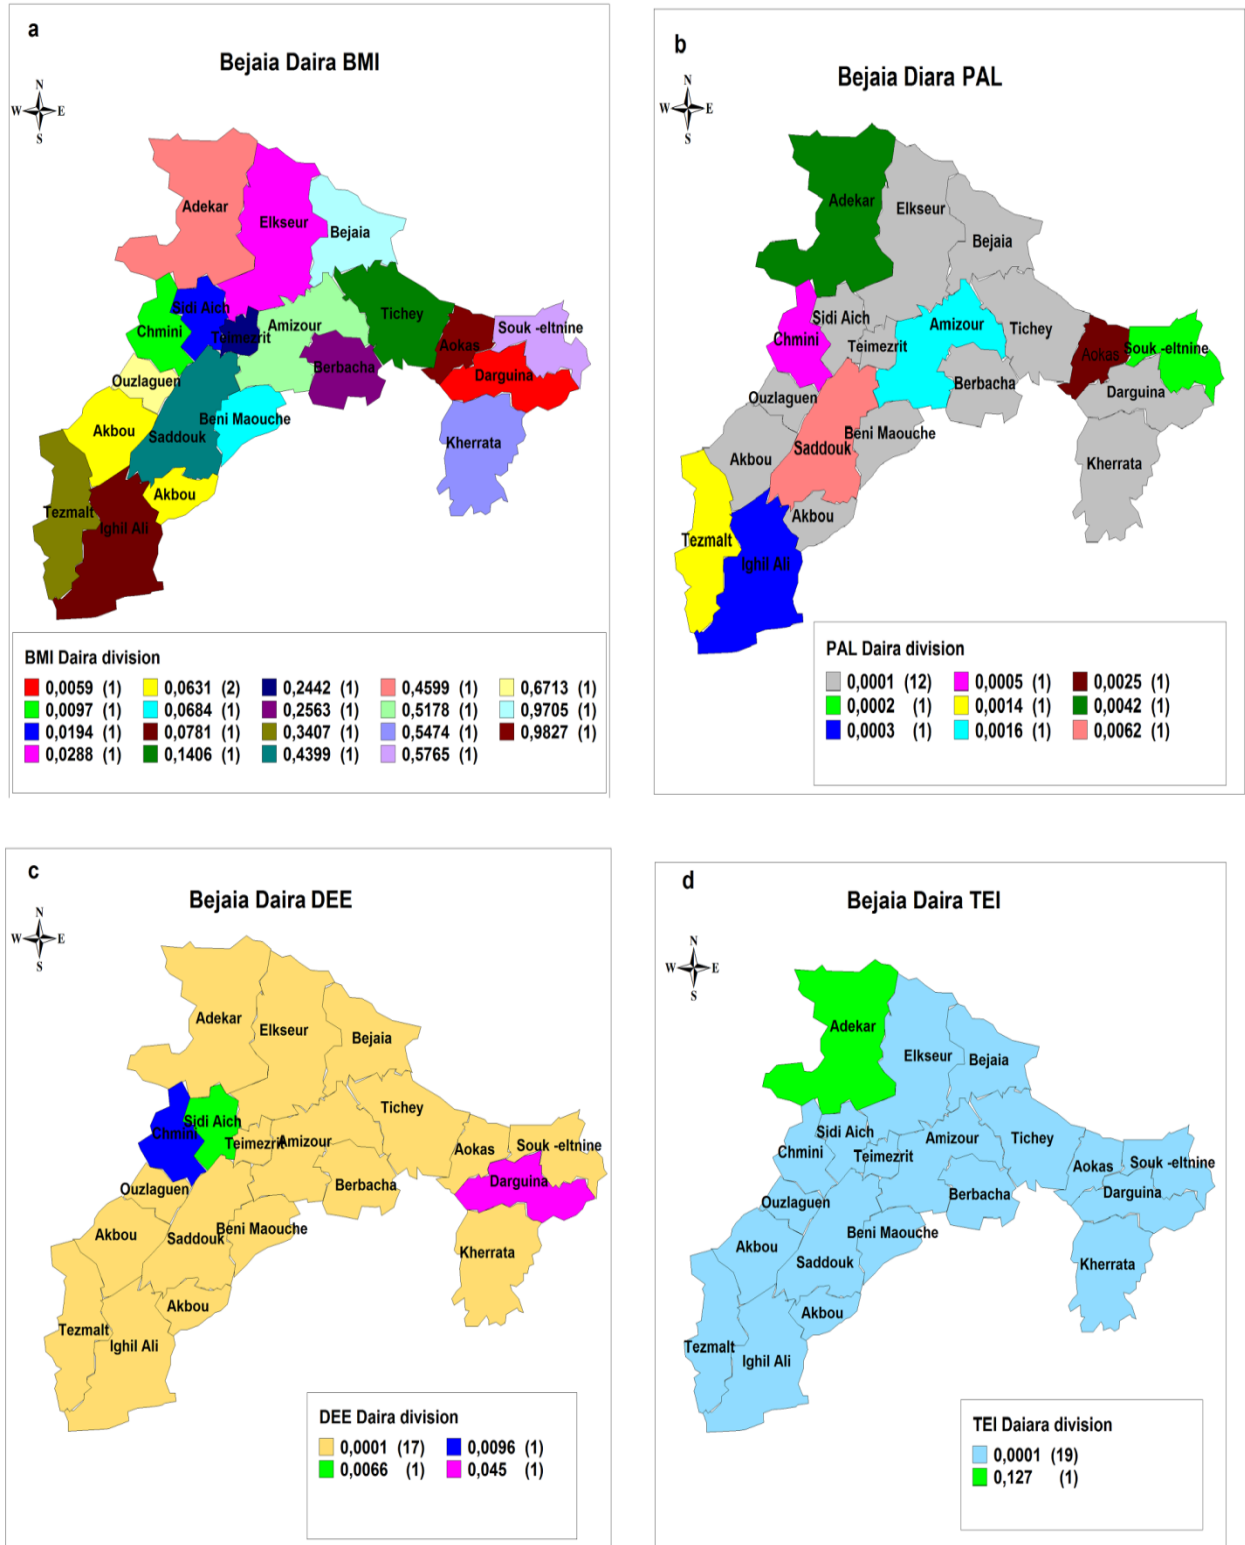 a
Bejaia Daira BMI
N
W E
S
Adekar
Elkseur
Bejaia
Sidi Aich
Chmini
Teimezrit
Amizour
Tichey
Souk -eltnine
Aokas
Ouzlaguen
Berbacha
Darguina
Akbou
Saddouk
Beni Maouche
Kherrata
Akbou
Tezmalt
Ighil Ali
BMI Daira division
0,0059 (1) 0,0631 (2) 0,2442 (1) 0,4599 (1) 0,6713 (1)
0,0097 (1) 0,0684 (1) 0,2563 (1) 0,5178 (1) 0,9705 (1)
0,0194 (1) 0,0781 (1) 0,3407 (1) 0,5474 (1) 0,9827 (1)
0,0288 (1) 0,1406 (1) 0,4399 (1) 0,5765 (1)
b
Bejaia Diara PAL
N
W E
S
Adekar
Elkseur
Bejaia
Sidi Aich
Chmini
Teimezrit
Amizour
Tichey
Aokas
Souk -eltnine
Ouzlaguen
Berbacha
Darguina
Beni Maouche
Saddouk
Akbou
Kherrata
Akbou
Tezmalt
Ighil Ali
PAL Daira division
0,0001 (12) 0,0005 (1) 0,0025 (1)
0,0002 (1) 0,0014 (1) 0,0042 (1)
0,0003 (1) 0,0016 (1) 0,0062 (1)
c
Bejaia Daira DEE
N
W E
S
Adekar
Elkseur
Bejaia
Tichey
Sidi Aich
Chmini
Teimezrit
Amizour
Aokas
Souk -eltnine
Ouzlaguen
Berbacha
Darguina
Akbou
Saddouk
Beni Maouche
Kherrata
Akbou
Tezmalt
Ighil Ali
DEE Daira division
0,0001 (17) 0,0096 (1)
0,0066 (1) 0,045 (1)
d
Bejaia Daira TEI
N
W E
S
Adekar
Elkseur
Bejaia
Sidi Aich
Chmini
Teimezrit
Amizour
Tichey
Aokas
Souk -eltnine
Ouzlaguen
Berbacha
Darguina
Akbou
Beni Maouche
Saddouk
Kherrata
Akbou
Tezmalt
Ighil Ali
TEI Daiara division
0,0001 (19)
0,127 (1)